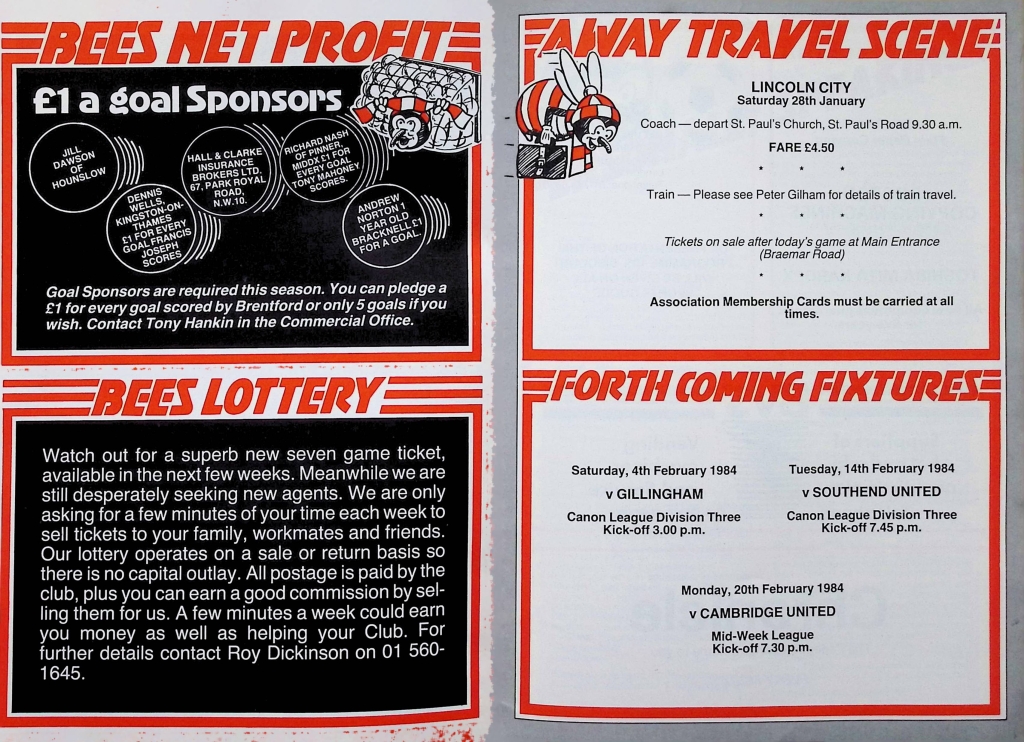 BEES NET PROFIT
£1 a goal Sponsors
JILL
DAWSON
OF
HOUNSLOW
DENNIS
WELLS,
KINGSTON-ON-
THAMES
£1 FOR EVERY
GOAL FRANCIS
JOSEPH
SCORES
HALL & CLARKE
INSURANCE
BROKERS LTD.
67, PARK ROYAL
ROAD,
N.W.10.
RICHARD NASH
OF PINNER,
MIDDX £1 FOR
EVERY GOAL
TONY MAHONEY
SCORES.
ANDREW
NORTON 1
YEAR OLD
BRACKNELL £1
FOR A GOAL.
Goal Sponsors are required this season. You can pledge a
£1 for every goal scored by Brentford or only 5 goals if you
wish. Contact Tony Hankin in the Commercial Office.
BEES LOTTERY
Watch out for a superb new seven game ticket,
available in the next few weeks. Meanwhile we are
still desperately seeking new agents. We are only
asking for a few minutes of your time each week to
sell tickets to your family, workmates and friends.
Our lottery operates on a sale or return basis so
there is no capital outlay. All postage is paid by the
club, plus you can earn a good commission by sel-
ling them for us. A few minutes a week could earn
you money as well as helping your Club. For
further details contact Roy Dickinson on 01 560-
1645.
AWAY TRAVEL SCENE
LINCOLN CITY
Saturday 28th January
Coach — depart St. Paul's Church, St. Paul's Road 9.30 a.m.
FARE £4.50
* * *
Train — Please see Peter Gilham for details of train travel.
* * *
Tickets on sale after today's game at Main Entrance
(Braemar Road)
* * *
Association Membership Cards must be carried at all
times.
FORTH COMING FIXTURES
Saturday, 4th February 1984
v GILLINGHAM
Canon League Division Three
Kick-off 3.00 p.m.
Tuesday, 14th February 1984
v SOUTHEND UNITED
Canon League Division Three
Kick-off 7.45 p.m.
Monday, 20th February 1984
v CAMBRIDGE UNITED
Mid-Week League
Kick-off 7.30 p.m.